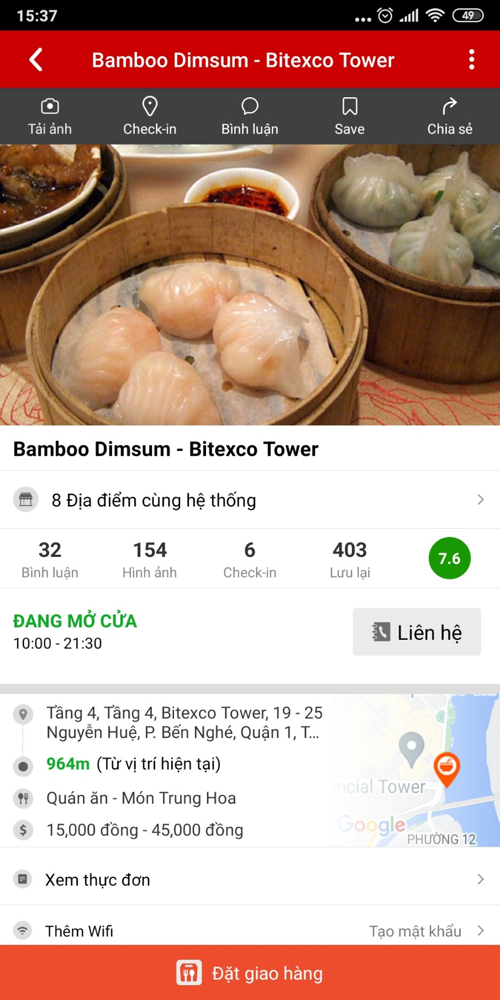 15:37
49
Bamboo Dimsum - Bitexco Tower
Tải ảnh
Check-in
Bình luận
Save
Chia sẻ
Bamboo Dimsum - Bitexco Tower
8 Địa điểm cùng hệ thống
32
Bình luận
154
Hình ảnh
6
Check-in
403
Lưu lại
7.6
ĐANG MỞ CỬA
10:00 - 21:30
Liên hệ
Tầng 4, Tầng 4, Bitexco Tower, 19 - 25
Nguyễn Huệ, P. Bến Nghé, Quận 1, T...
964m (Từ vị trí hiện tại)
Quán ăn - Món Trung Hoa
15,000 đồng - 45,000 đồng
ancial Tower
Google
PHƯỜNG 12
Xem thực đơn
Thêm Wifi
Tạo mật khẩu
Đặt giao hàng